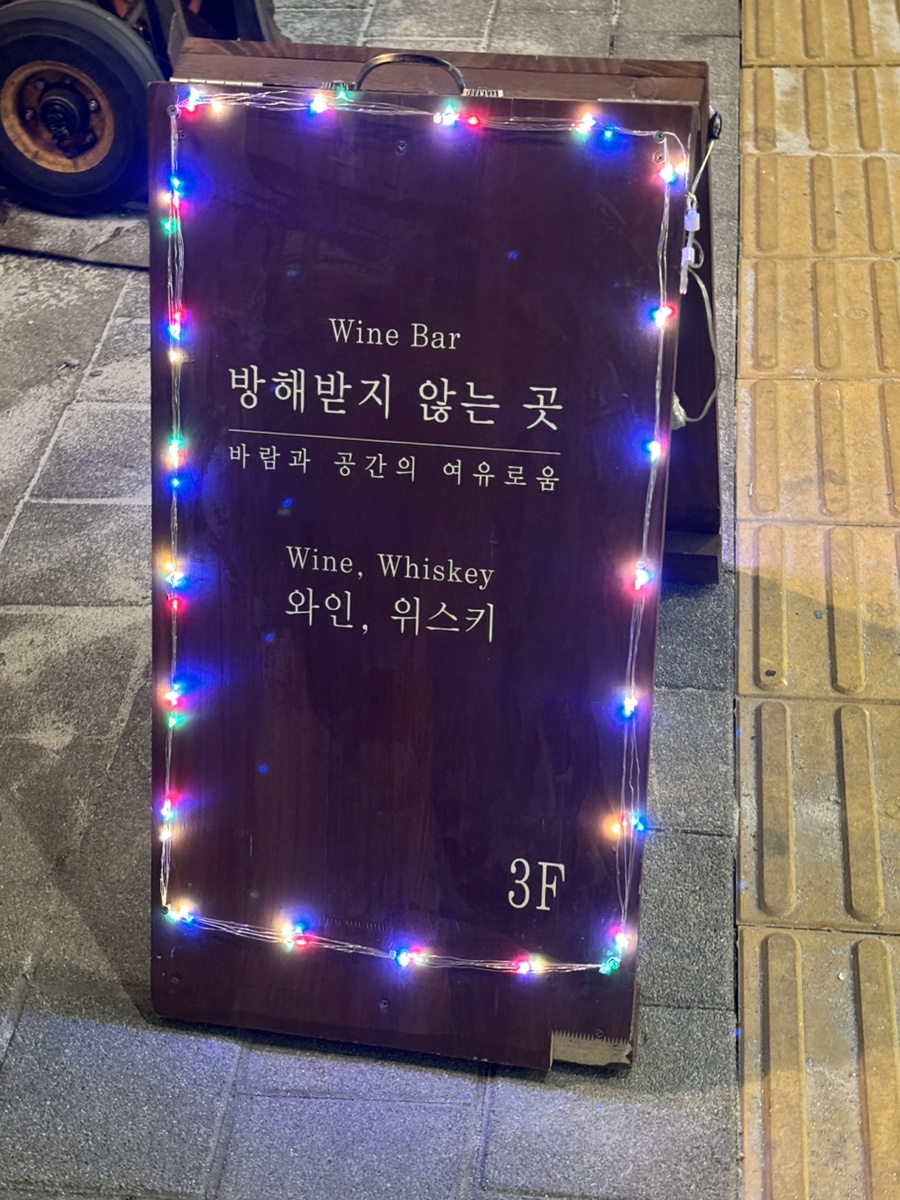 Wine Bar
방해받지 않는 곳
바람과 공간의 여유로움
Wine, Whiskey
와인, 위스키
3F